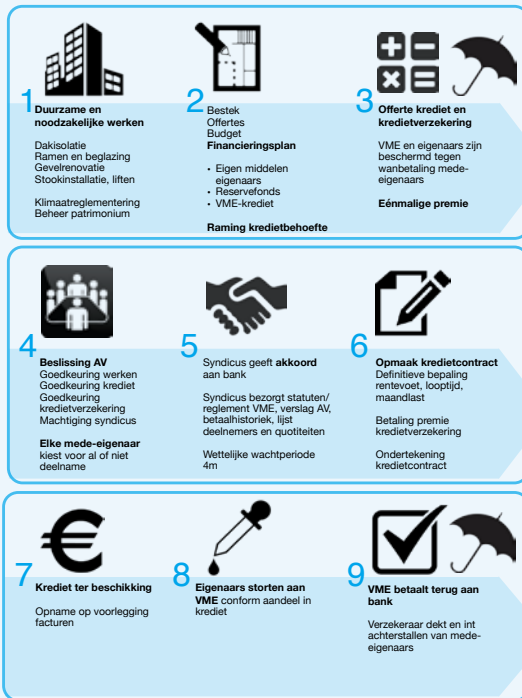 1
Duurzame en
noodzakelijke werken
Dakisolatie
Ramen en beglazing
Gevelrenovatie
Stookinstallatie, liften
Klimaatreglementering
Beheer patrimonium
2
Bestek
Offertes
Budget
Financieringsplan
• Eigen middelen
eigenaars
• Reservefonds
• VME-krediet
Raming kredietbehoefte
3
Offerte krediet en
kredietverzekering
VME en eigenaars zijn
beschermd tegen
wanbetaling mede-
eigenaars
Eénmalige premie
4
Beslissing AV
Goedkeuring werken
Goedkeuring krediet
Goedkeuring
kredietverzekering
Machtiging syndicus
Elke mede-eigenaar
kiest voor al of niet
deelname
5
Syndicus geeft akkoord
aan bank
Syndicus bezorgt statuten/
reglement VME, verslag AV,
betaalhistoriek, lijst
deelnemers en quotiteiten
Wettelijke wachtperiode
4m
6
Opmaak kredietcontract
Definitieve bepaling
rentevoet, looptijd,
maandlast
Betaling premie
kredietverzekering
Ondertekening
kredietcontract
7
Krediet ter beschikking
Opname op voorlegging
facturen
8
Eigenaars storten aan
VME conform aandeel in
krediet
9
VME betaalt terug aan
bank
Verzekeraar dekt en int
achterstallen van mede-
eigenaars